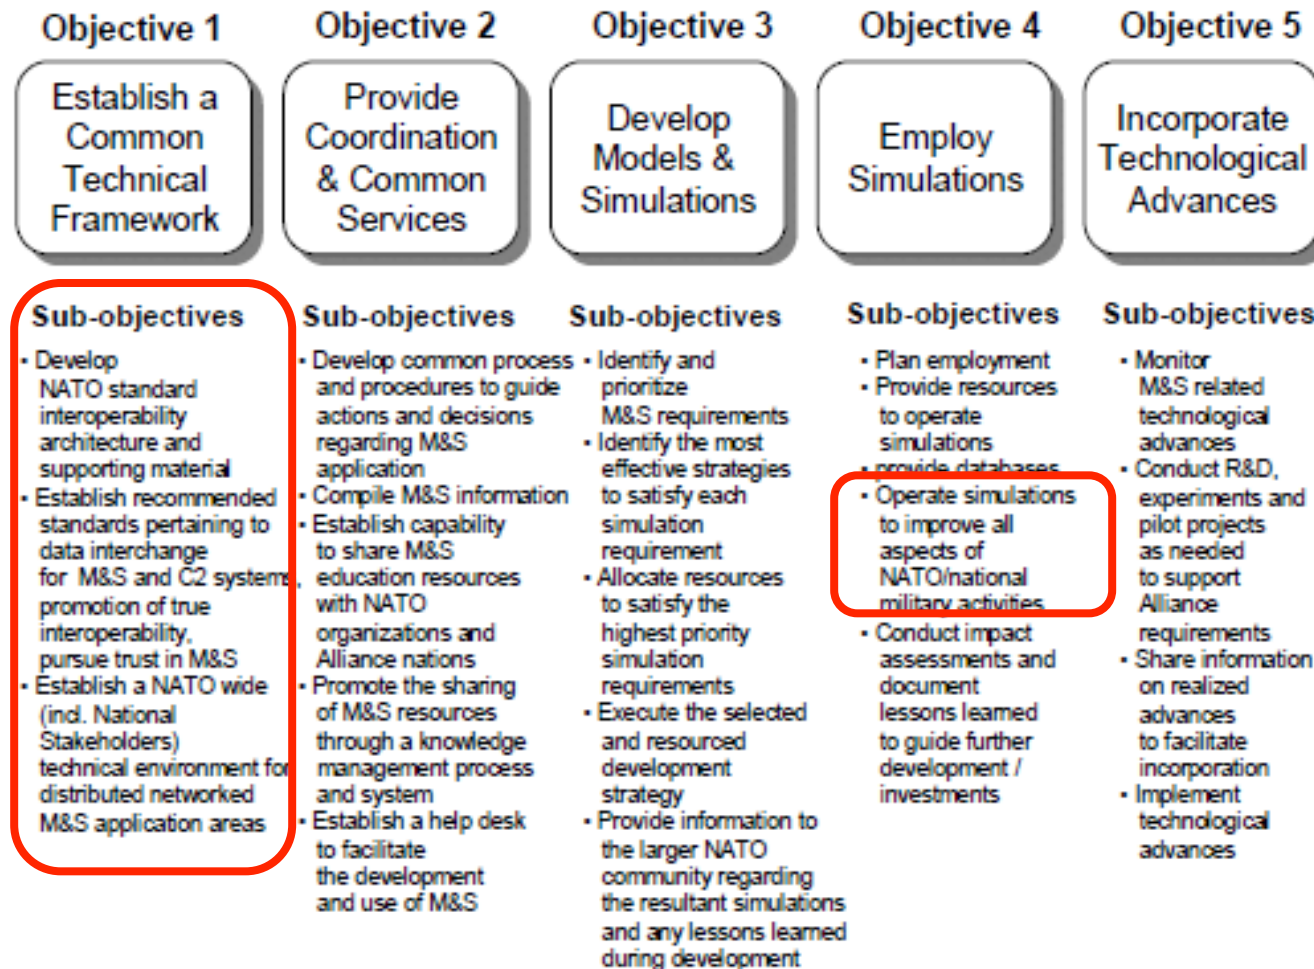 Objective 1
Establish a
Common
Technical
Framework
Sub-objectives
• Develop
NATO standard
interoperability
architecture and
supporting material
• Establish recommended
standards pertaining to
data interchange
for M&S and C2 systems,
promotion of true
interoperability,
pursue trust in M&S
• Establish a NATO wide
(incl. National
Stakeholders)
technical environment for
distributed networked
M&S application areas
Objective 2
Provide
Coordination
& Common
Services
Sub-objectives
• Develop common process
and procedures to guide
actions and decisions
regarding M&S
application
• Compile M&S information
• Establish capability
to share M&S
education resources
with NATO
organizations and
Alliance nations
• Promote the sharing
of M&S resources
through a knowledge
management process
and system
• Establish a help desk
to facilitate
the development
and use of M&S
Objective 3
Develop
Models &
Simulations
Sub-objectives
• Identify and
prioritize
M&S requirements
• Identify the most
effective strategies
to satisfy each
simulation
requirement
• Allocate resources
to satisfy the
highest priority
simulation
requirements
• Execute the selected
and resourced
development
strategy
• Provide information to
the larger NATO
community regarding
the resultant simulations
and any lessons learned
during development
Objective 4
Employ
Simulations
Sub-objectives
• Plan employment
• Provide resources
to operate
simulations
• provide databases
• Operate simulations
to improve all
aspects of
NATO/national
military activities
• Conduct impact
assessments and
document
lessons learned
to guide further
development /
investments
Objective 5
Incorporate
Technological
Advances
Sub-objectives
• Monitor
M&S related
technological
advances
• Conduct R&D,
experiments and
pilot projects
as needed
to support
Alliance
requirements
• Share information
on realized
advances
to facilitate
incorporation
• Implement
technological
advances